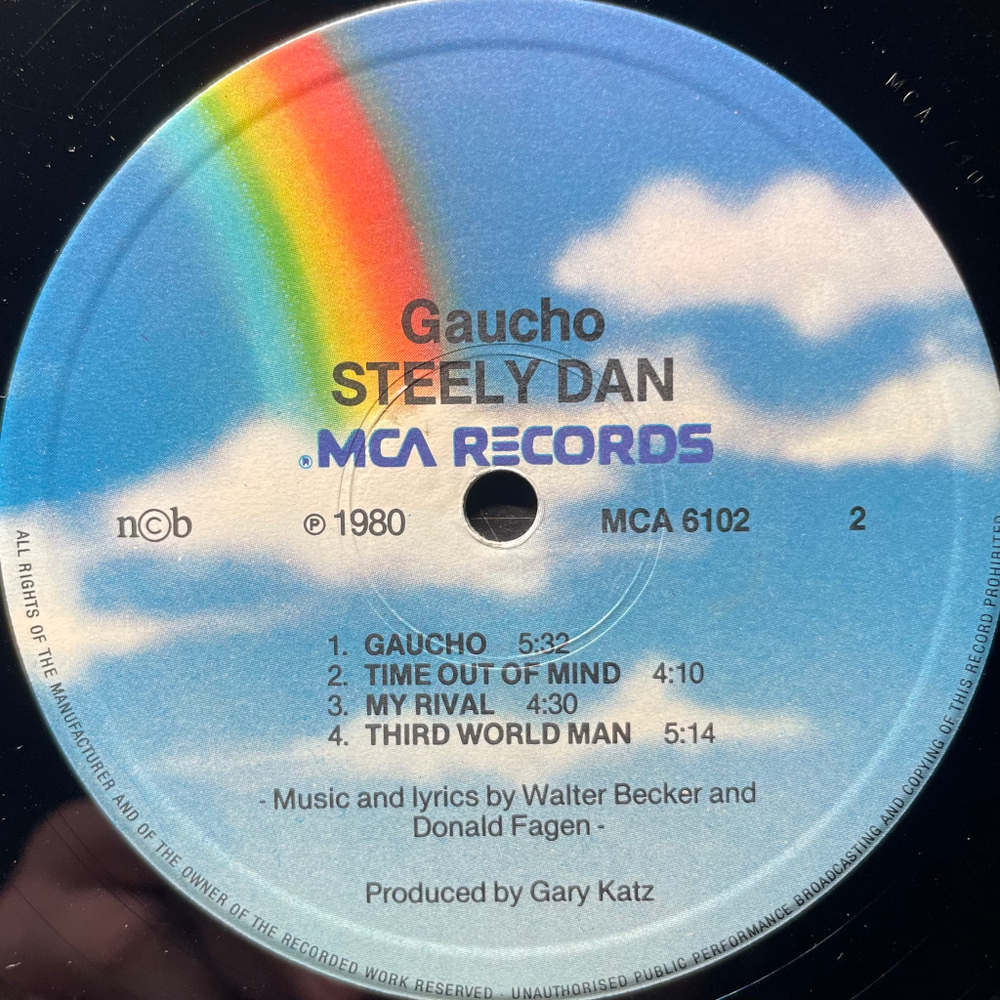 Gaucho
STEELY DAN
® MCA RECORDS
n©b ℗ 1980 MCA 6102 2
1. GAUCHO 5:32
2. TIME OUT OF MIND 4:10
3. MY RIVAL 4:30
4. THIRD WORLD MAN 5:14
- Music and lyrics by Walter Becker and
Donald Fagen -
Produced by Gary Katz
ALL RIGHTS OF THE MANUFACTURER AND OF THE OWNER OF THE RECORDED WORK RESERVED · UNAUTHORISED PUBLIC PERFORMANCE BROADCASTING AND COPYING OF THIS RECORD PROHIBITED
MCA